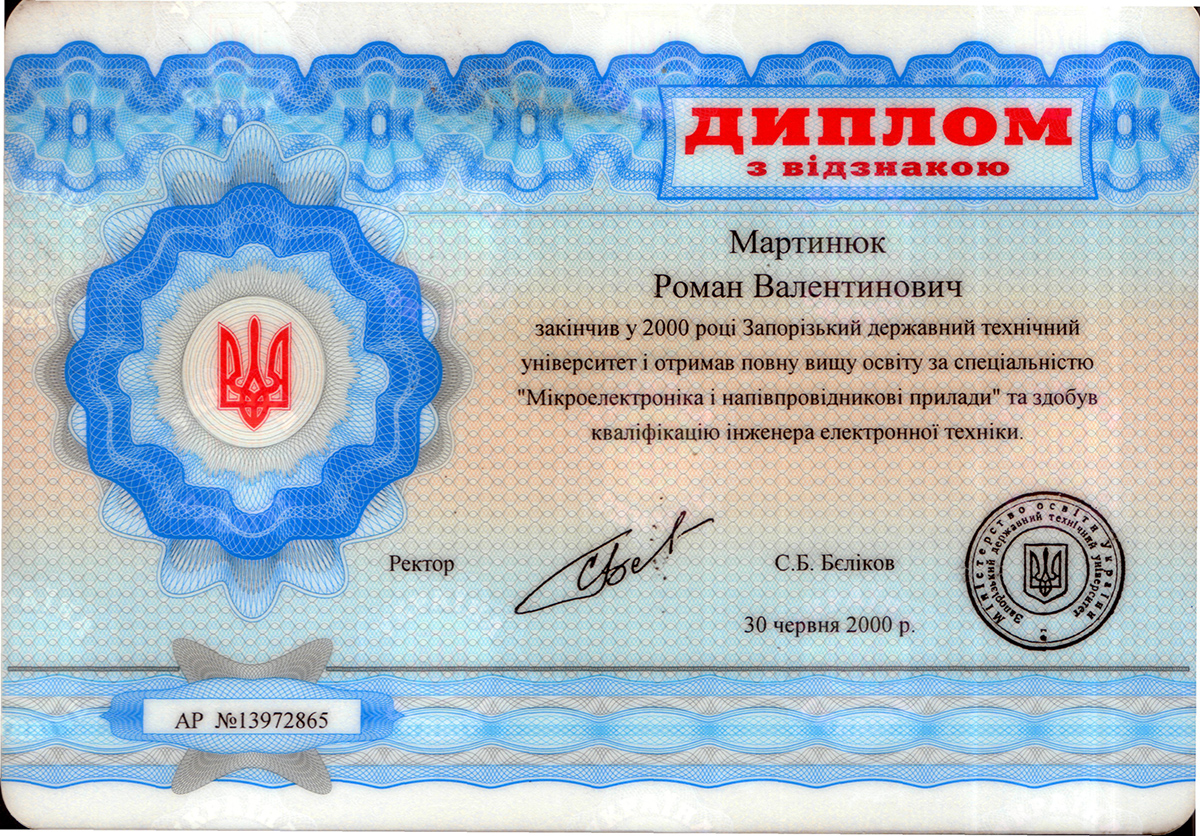 ДИПЛОМ
з відзнакою
Мартинюк
Роман Валентинович
закінчив у 2000 році Запорізький державний технічний
університет і отримав повну вищу освіту за спеціальністю
"Мікроелектроніка і напівпровідникові прилади" та здобув
кваліфікацію інженера електронної техніки.
Ректор
С.Б. Бєліков
30 червня 2000 р.
Міністерство освіти України
Запорізький державний технічний університет
АР №13972865